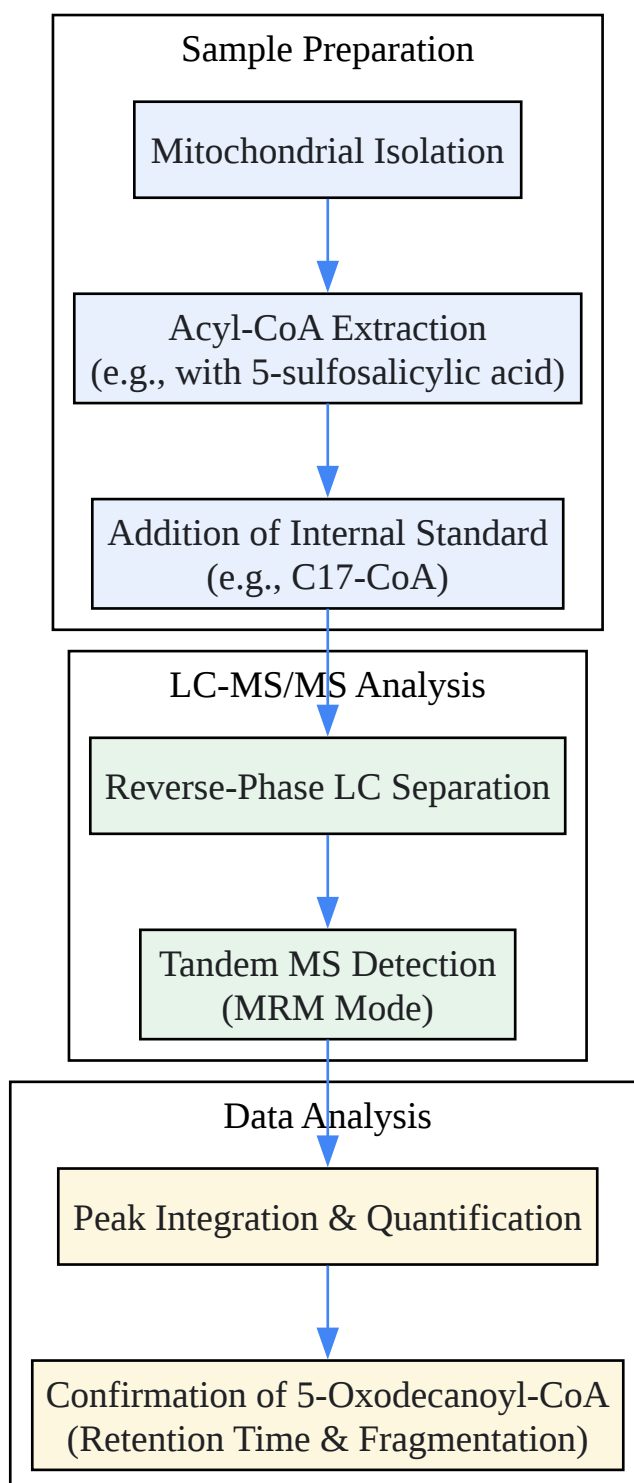 Sample Preparation
Mitochondrial Isolation
Acyl-CoA Extraction
(e.g., with 5-sulfosalicylic acid)
Addition of Internal Standard
(e.g., C17-CoA)
LC-MS/MS Analysis
Reverse-Phase LC Separation
Tandem MS Detection
(MRM Mode)
Data Analysis
Peak Integration & Quantification
Confirmation of 5-Oxodecanoyl-CoA
(Retention Time & Fragmentation)